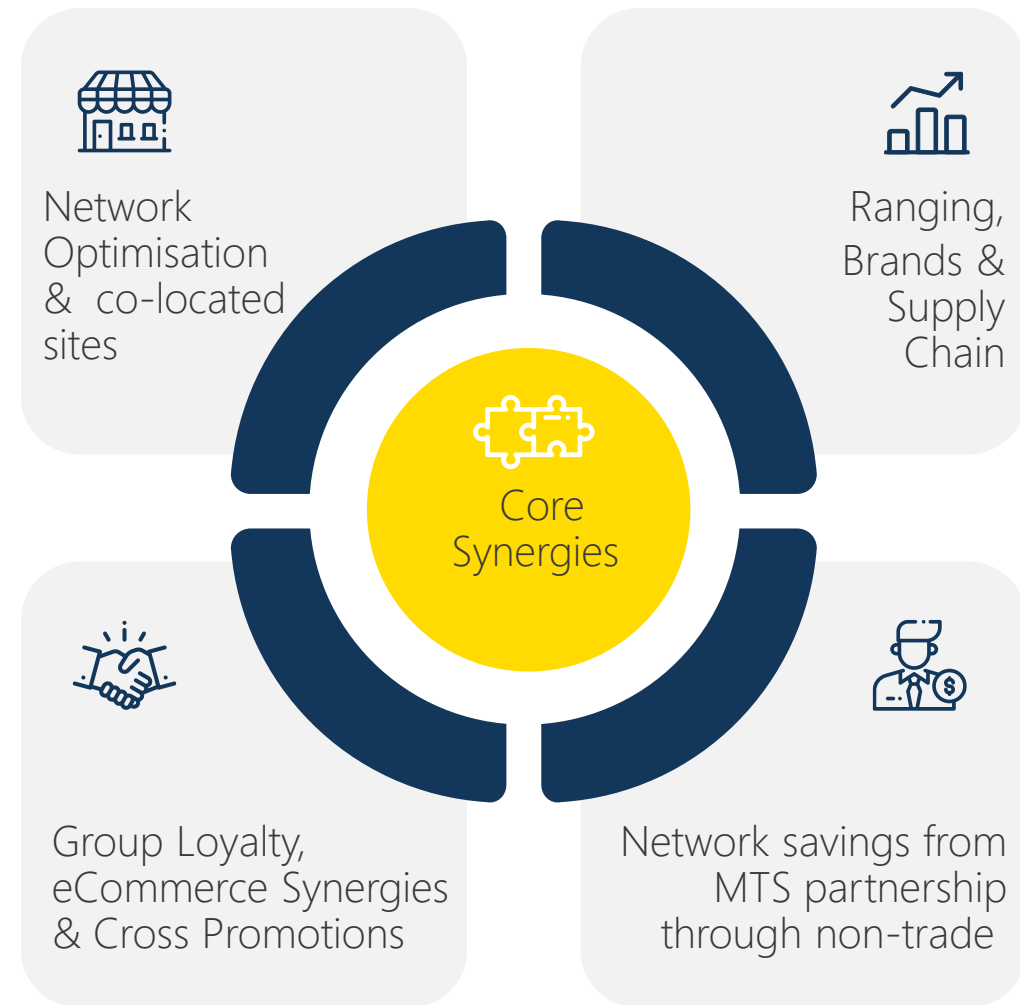 Network
Optimisation
& co-located
sites
Ranging,
Brands &
Supply
Chain
Core
Synergies
Group Loyalty,
eCommerce Synergies
& Cross Promotions
$
Network savings from
MTS partnership
through non-trade